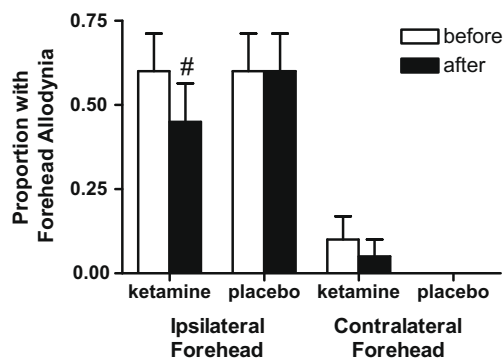 before
after
Proportion with
Forehead Allodynia
0.75
0.50
0.25
0.00
#
ketamine placebo ketamine placebo
Ipsilateral Contralateral
Forehead Forehead